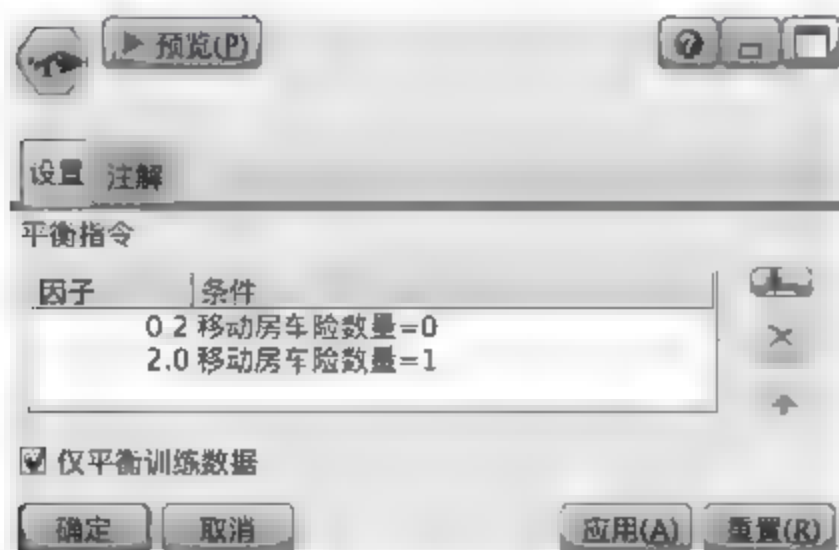 预览(P)
设置 注解
平衡指令
因子 条件
0.2 移动房车险数量=0
2.0 移动房车险数量=1
仅平衡训练数据
确定 取消 应用(A) 重置(R)